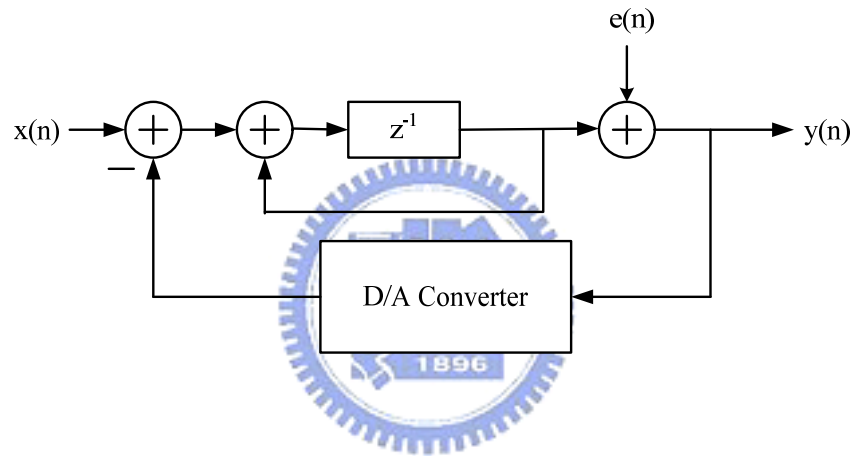 e(n)
x(n)
+
+
z⁻¹
+
y(n)
−
D/A Converter
1896